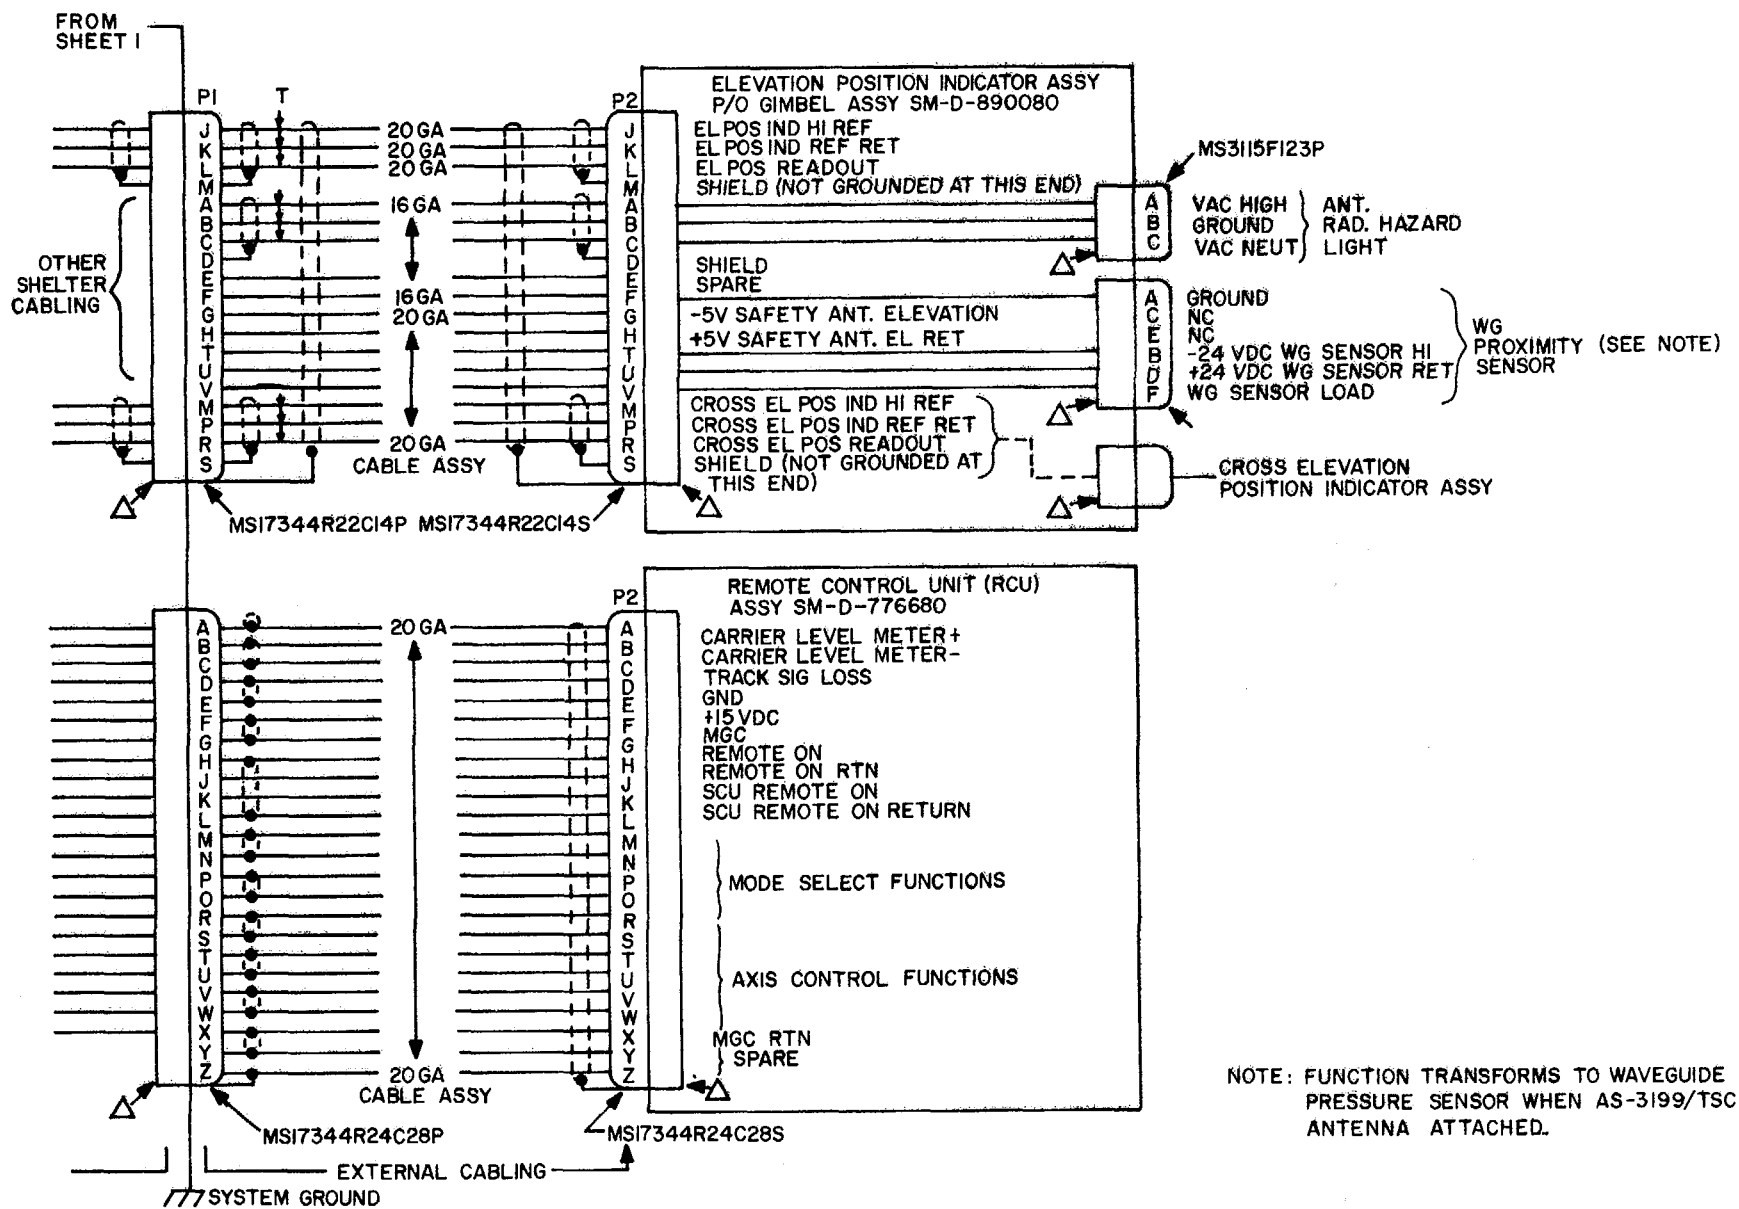 FROM
SHEET 1
P1
T
P2
ELEVATION POSITION INDICATOR ASSY
P/O GIMBEL ASSY SM-D-890080
J
20 GA
J
EL POS IND HI REF
K
20 GA
K
EL POS IND REF RET
L
20 GA
L
EL POS READOUT
M
M
SHIELD (NOT GROUNDED AT THIS END)
MS3115F123P
A
16 GA
A
A
VAC HIGH
ANT.
B
B
B
GROUND
RAD. HAZARD
C
C
C
VAC NEUT
LIGHT
D
D
SHIELD
OTHER
SHELTER
CABLING
E
E
SPARE
F
16 GA
F
A
GROUND
G
20 GA
G
-5V SAFETY ANT. ELEVATION
C
NC
H
H
+5V SAFETY ANT. EL RET
E
NC
T
T
B
-24 VDC WG SENSOR HI
U
U
D
+24 VDC WG SENSOR RET
V
V
F
WG SENSOR LOAD
WG
PROXIMITY (SEE NOTE)
SENSOR
M
M
CROSS EL POS IND HI REF
P
P
CROSS EL POS IND REF RET
R
20 GA
R
CROSS EL POS READOUT
S
CABLE ASSY
S
SHIELD (NOT GROUNDED AT
THIS END)
CROSS ELEVATION
POSITION INDICATOR ASSY
MS17344R22C14P MS17344R22C14S
P2
REMOTE CONTROL UNIT (RCU)
ASSY SM-D-776680
A
20 GA
A
CARRIER LEVEL METER+
B
B
CARRIER LEVEL METER-
C
C
TRACK SIG LOSS
D
D
GND
E
E
+15 VDC
F
F
MGC
G
G
REMOTE ON
H
H
REMOTE ON RTN
J
J
SCU REMOTE ON
K
K
SCU REMOTE ON RETURN
L
L
M
M
N
N
P
P
MODE SELECT FUNCTIONS
O
O
R
R
S
S
T
T
U
U
AXIS CONTROL FUNCTIONS
V
V
W
W
X
X
MGC RTN
Y
Y
SPARE
Z
20 GA
Z
CABLE ASSY
MS17344R24C28P
MS17344R24C28S
EXTERNAL CABLING
SYSTEM GROUND
NOTE: FUNCTION TRANSFORMS TO WAVEGUIDE
PRESSURE SENSOR WHEN AS-3199/TSC
ANTENNA ATTACHED.